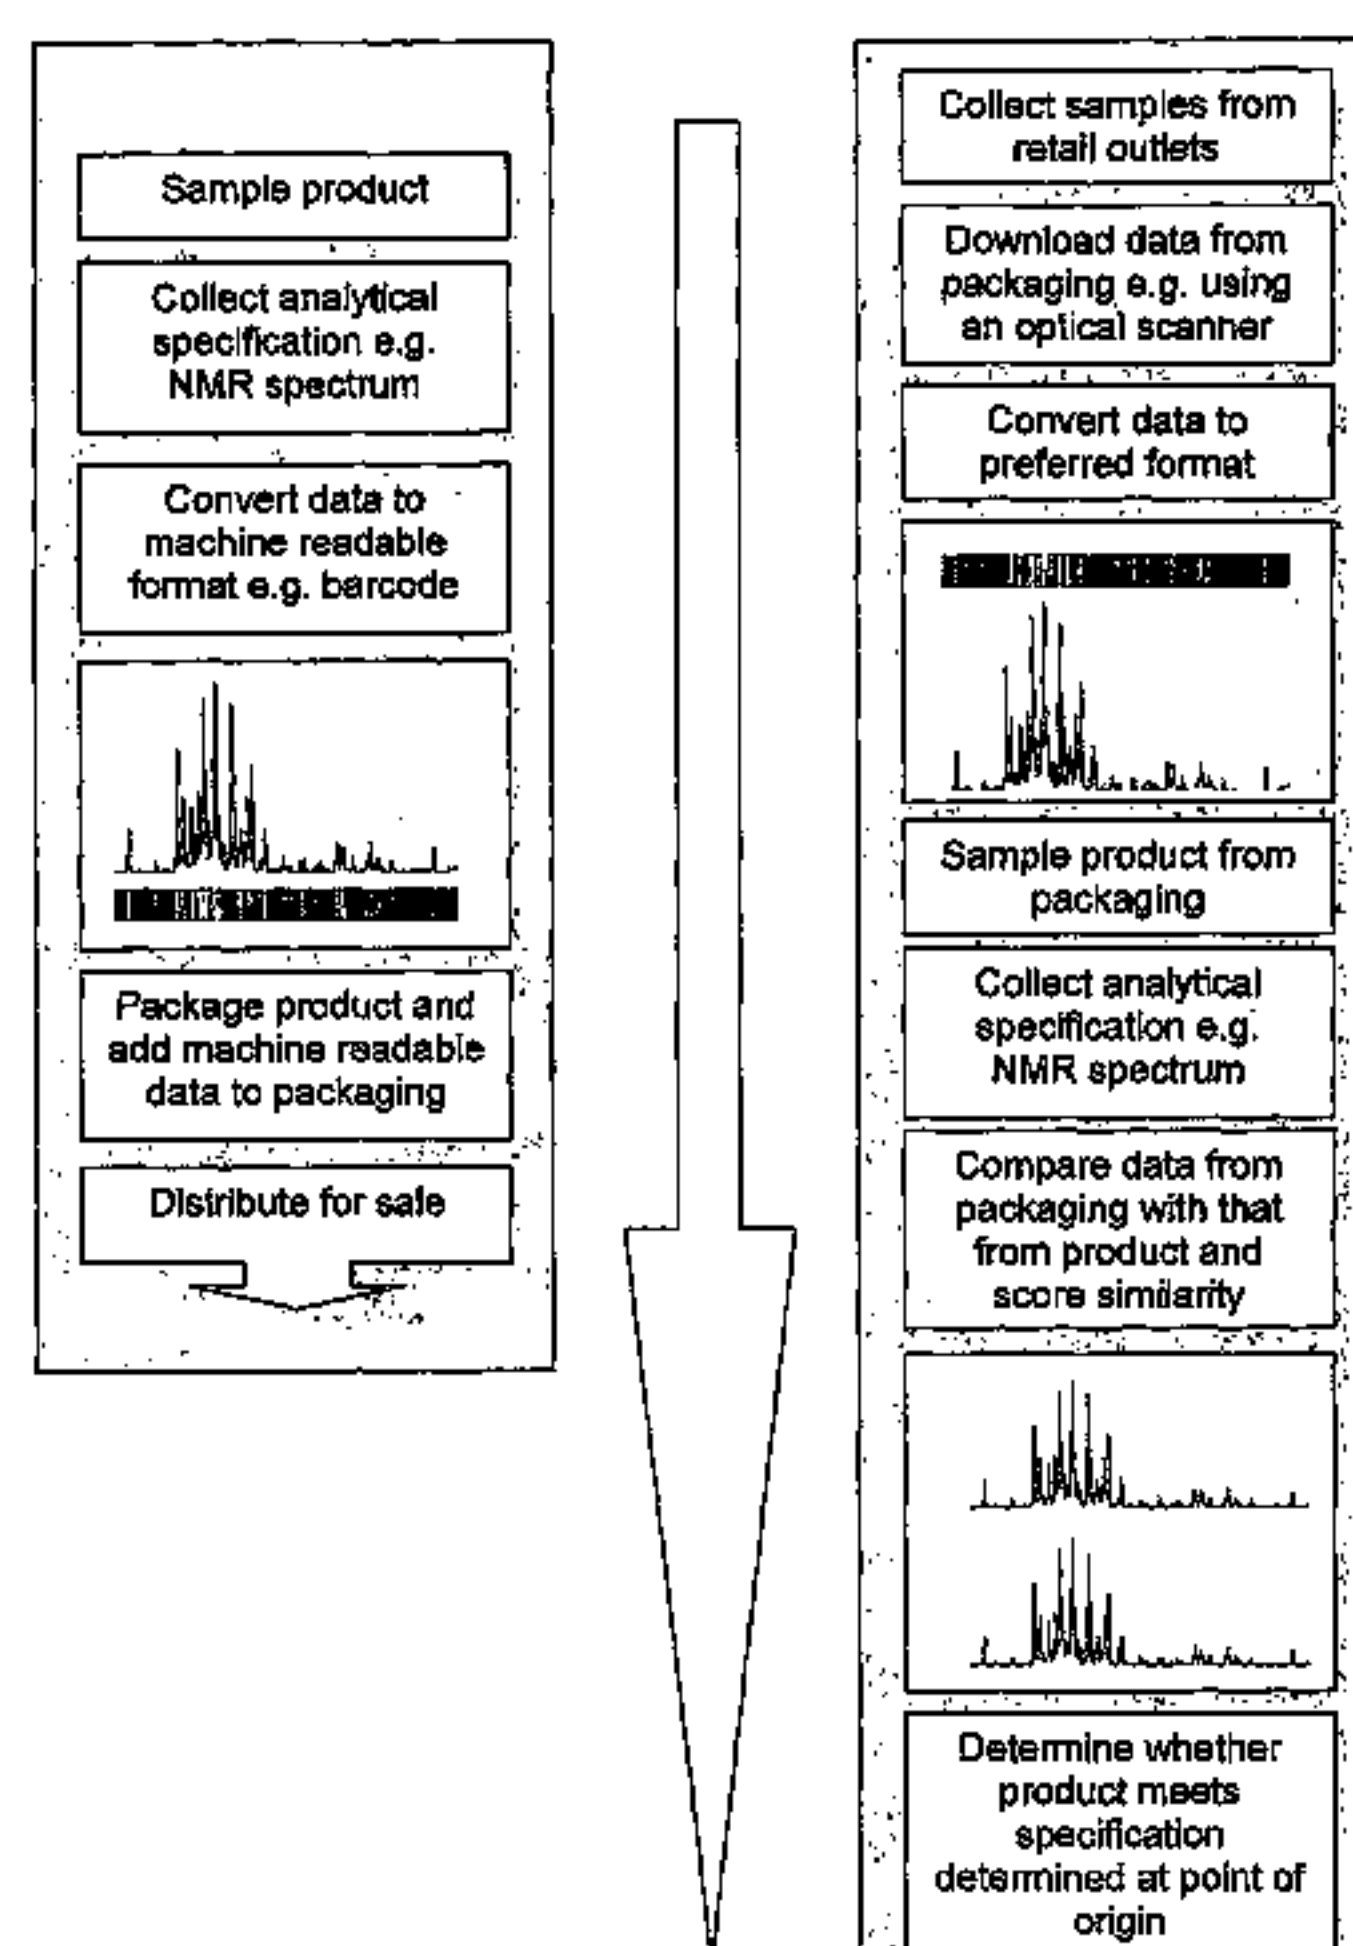 Sample product
Collect analytical
specification e.g.
NMR spectrum
Convert data to
machine readable
format e.g. barcode
Package product and
add machine readable
data to packaging
Distribute for sale
Collect samples from
retail outlets
Download data from
packaging e.g. using
an optical scanner
Convert data to
preferred format
Sample product from
packaging
Collect analytical
specification e.g.
NMR spectrum
Compare data from
packaging with that
from product and
score similarity
Determine whether
product meets
specification
determined at point of
origin